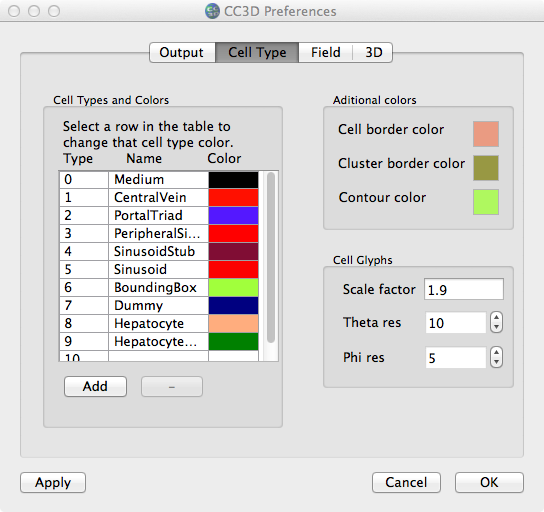 CC3D Preferences
Output Cell Type Field 3D
Cell Types and Colors
Select a row in the table to
change that cell type color.
Type Name Color
0 Medium
1 CentralVein
2 PortalTriad
3 PeripheralSi...
4 SinusoidStub
5 Sinusoid
6 BoundingBox
7 Dummy
8 Hepatocyte
9 Hepatocyte...
10
Add -
Aditional colors
Cell border color
Cluster border color
Contour color
Cell Glyphs
Scale factor 1.9
Theta res 10
Phi res 5
Apply Cancel OK